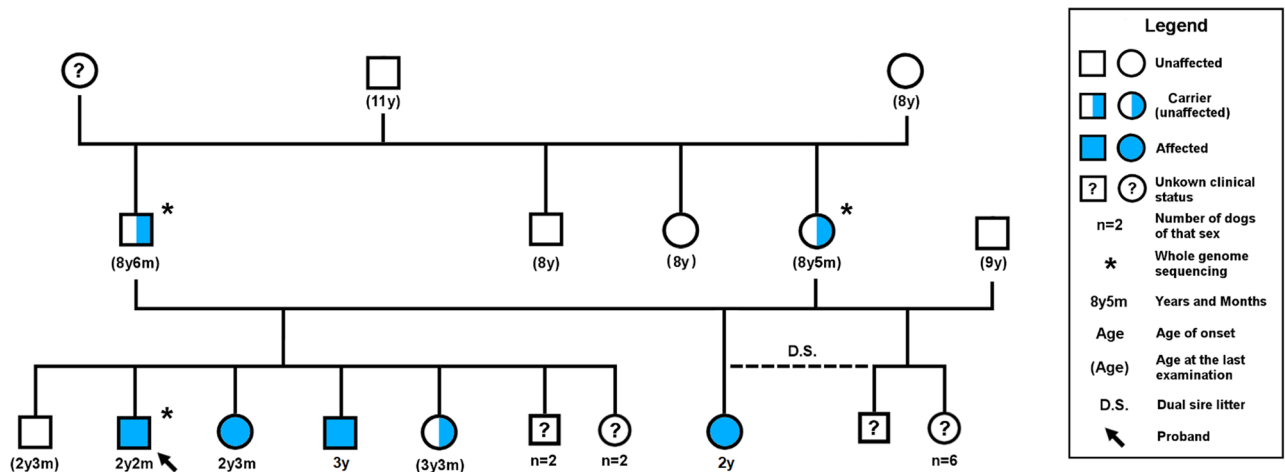 ?
(11y)
(8y)
*
(8y6m)
(8y)
(8y)
*
(8y5m)
(9y)
D.S.
(2y3m)
*
2y2m
2y3m
3y
(3y3m)
?
n=2
?
n=2
2y
?
?
n=6
Legend
Unaffected
Carrier
(unaffected)
Affected
? ? Unkown clinical
status
n=2 Number of dogs
of that sex
* Whole genome
sequencing
8y5m Years and Months
Age Age of onset
(Age) Age at the last
examination
D.S. Dual sire litter
Proband